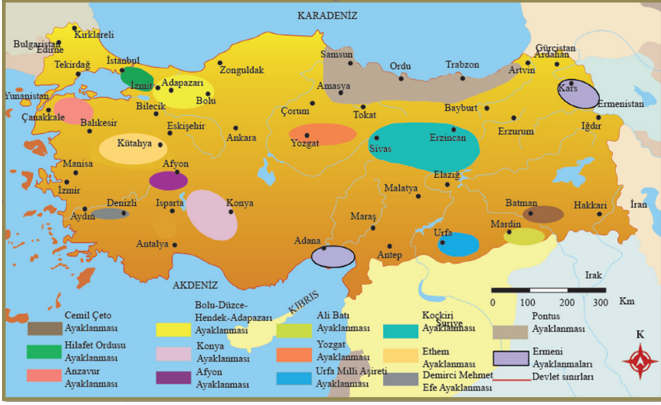 KARADENİZ
Kırklareli
Bulgaristan
Edirne
Tekirdağ
İstanbul
Zonguldak
Samsun
Ordu
Trabzon
Artvin
Gürcistan
Ardahan
Kars
Yunanistan
İzmir
Adapazarı
Bolu
Amasya
Çanakkale
Bilecik
Çorum
Tokat
Bayburt
Ermenistan
Balıkesir
Eskişehir
Ankara
Yozgat
Sivas
Erzincan
Erzurum
Iğdır
Kütahya
Manisa
Afyon
Elazığ
İzmir
Malatya
Aydın
Denizli
Isparta
Konya
Maraş
Batman
Hakkari
İran
Mardin
Antalya
Adana
Antep
Urfa
AKDENİZ
KIBRIS
Irak
Suriye
0 100 200 300 Km
Cemil Çeto
Ayaklanması
Hilafet Ordusu
Ayaklanması
Anzavur
Ayaklanması
Bolu-Düzce-
Hendek-Adapazarı
Ayaklanması
Konya
Ayaklanması
Afyon
Ayaklanması
Ali Batı
Ayaklanması
Yozgat
Ayaklanması
Urfa Milli Aşireti
Ayaklanması
Koçkiri
Ayaklanması
Ethem
Ayaklanması
Demirci Mehmet
Efe Ayaklanması
Pontus
Ayaklanması
Ermeni
Ayaklanmaları
Devlet sınırları
K